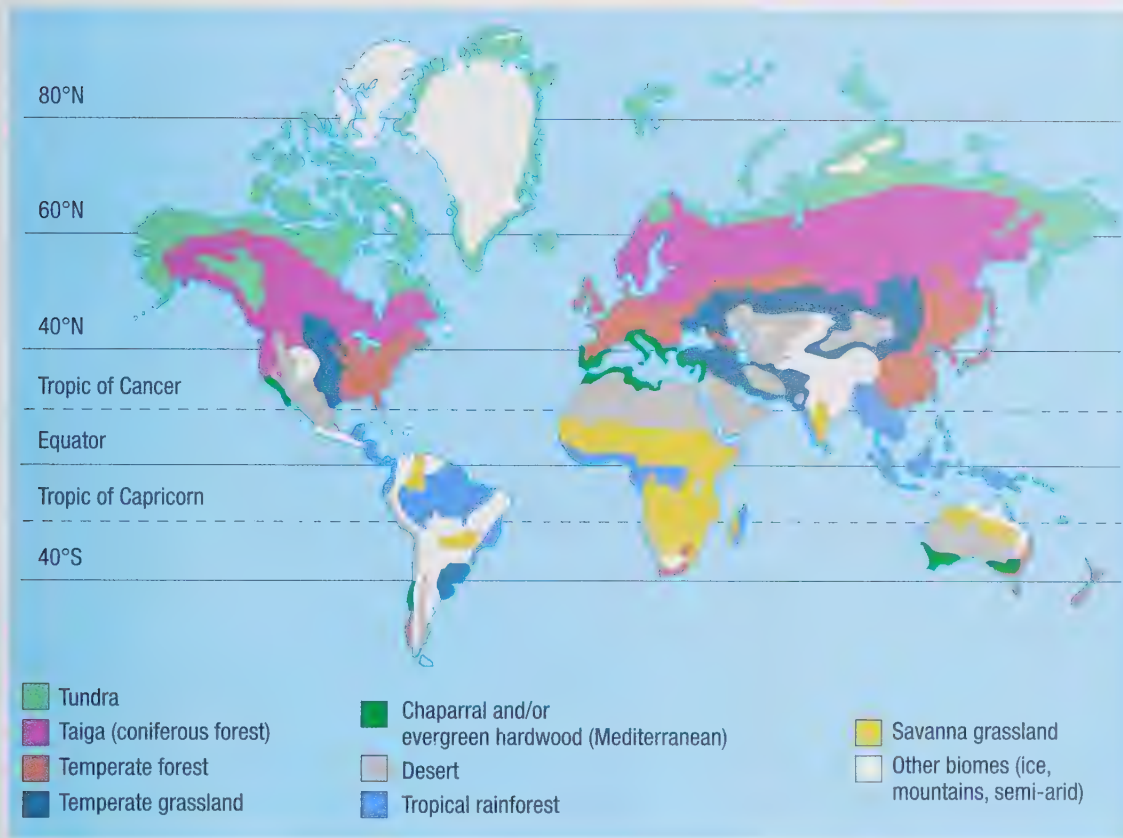 80°N
60°N
40°N
Tropic of Cancer
Equator
Tropic of Capricorn
40°S
Tundra
Taiga (coniferous forest)
Temperate forest
Temperate grassland
Chaparral and/or
evergreen hardwood (Mediterranean)
Desert
Tropical rainforest
Savanna grassland
Other biomes (ice,
mountains, semi-arid)